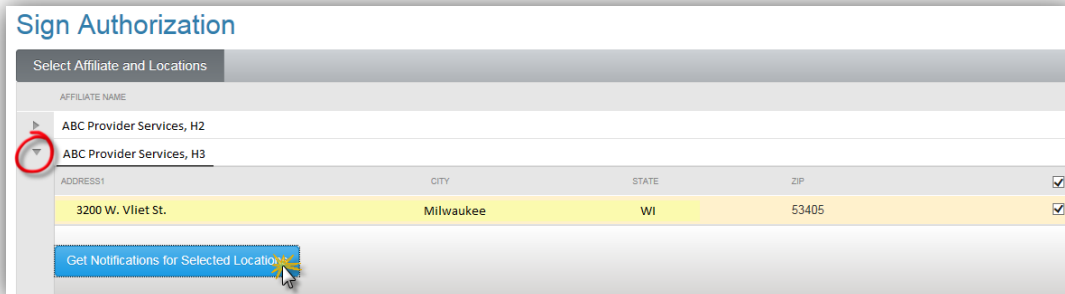 Sign Authorization
Select Affiliate and Locations
AFFILIATE NAME
ABC Provider Services, H2
ABC Provider Services, H3
ADDRESS1 CITY STATE ZIP
3200 W. Vliet St. Milwaukee WI 53405
Get Notifications for Selected Locations